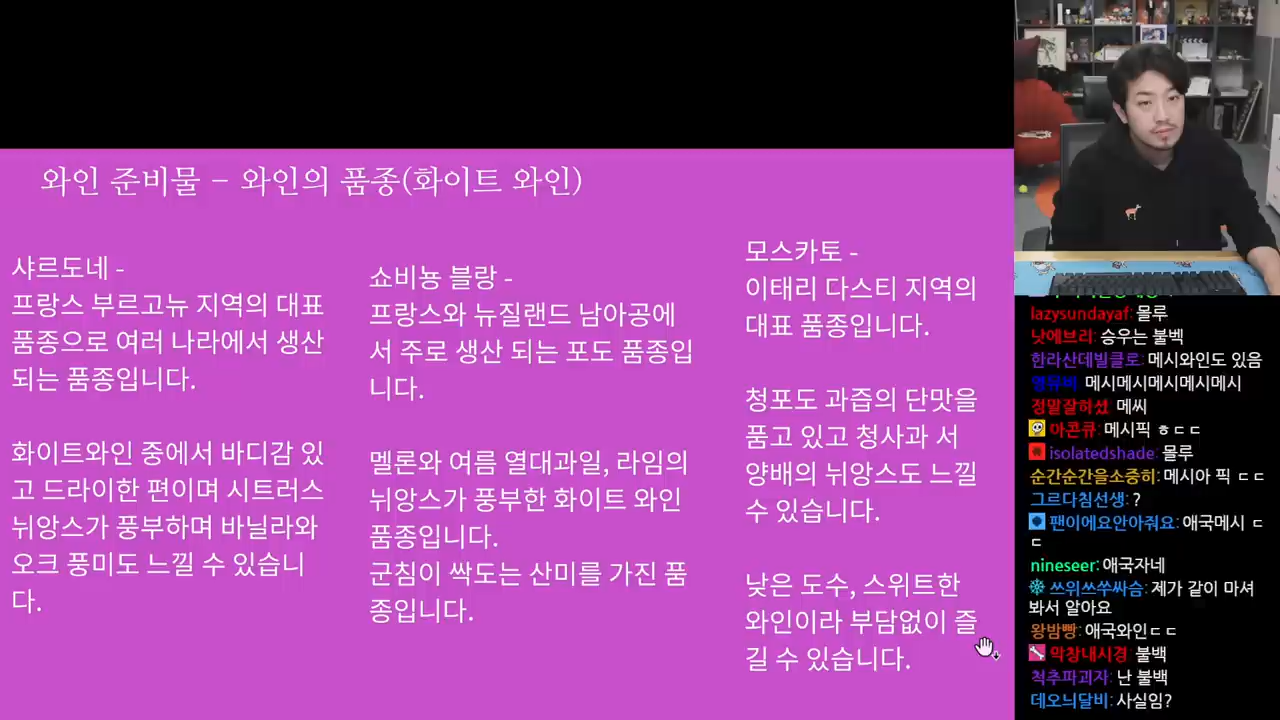 와인 준비물 – 와인의 품종(화이트 와인)
샤르도네 -
프랑스 부르고뉴 지역의 대표
품종으로 여러 나라에서 생산
되는 품종입니다.
화이트와인 중에서 바디감 있
고 드라이한 편이며 시트러스
뉘앙스가 풍부하며 바닐라와
오크 풍미도 느낄 수 있습니
다.
쇼비뇽 블랑 -
프랑스와 뉴질랜드 남아공에
서 주로 생산 되는 포도 품종입
니다.
멜론와 여름 열대과일, 라임의
뉘앙스가 풍부한 화이트 와인
품종입니다.
군침이 싹도는 산미를 가진 품
종입니다.
모스카토 -
이태리 다스티 지역의
대표 품종입니다.
청포도 과즙의 단맛을
품고 있고 청사과 서
양배의 뉘앙스도 느낄
수 있습니다.
낮은 도수, 스위트한
와인이라 부담없이 즐
길 수 있습니다.
lazysundayaf: 몰루
낫에브리: 승우는 불벡
한라산데빌클로: 메시와인도 있음
영뮤비: 메시메시메시메시메시
정말잘허셨: 메씨
아콘큐: 메시픽 ㅎㄷㄷ
isolatedshade: 몰루
순간순간을소중히: 메시아 픽 ㄷㄷ
그르다침선생: ?
팬이에요안아줘요: 애국메시 ㄷ
ㄷ
nineseer: 애국자네
쓰위쓰쑤싸슴: 제가 같이 마셔
봐서 알아요
왕밤빵: 애국와인ㄷㄷ
막창내시경: 불백
척추파괴자: 난 불백
데오늬달비: 사실임?